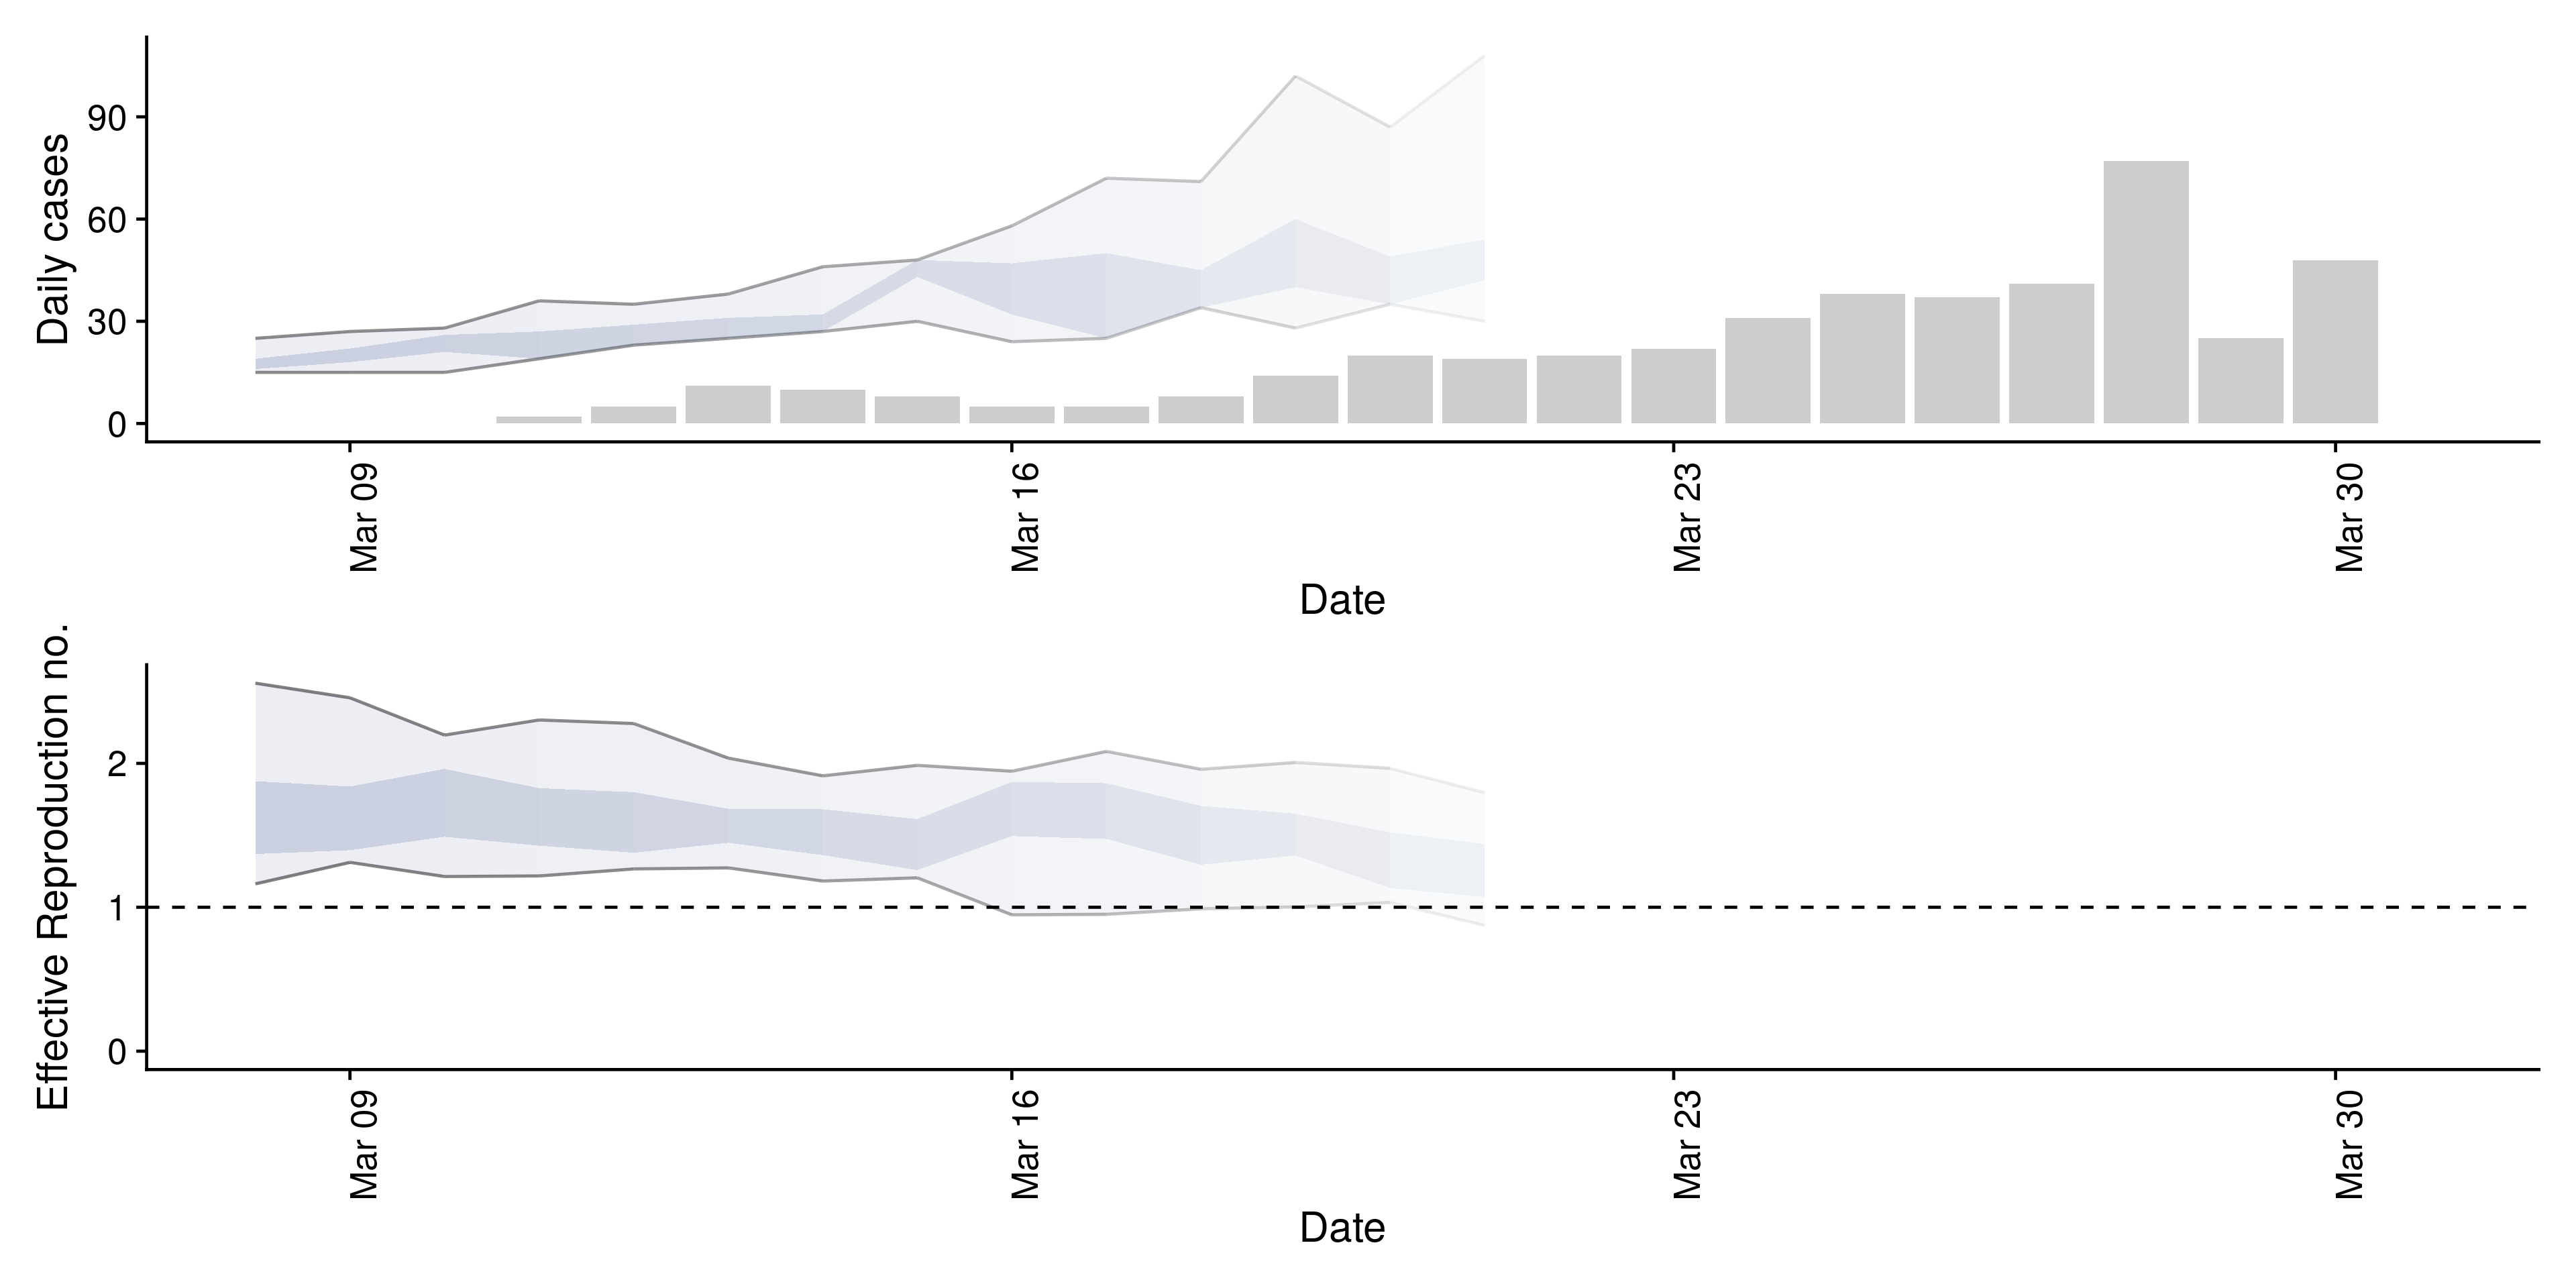 Daily cases
90
60
30
0
Mar 09
Mar 16
Mar 23
Mar 30
Date
Effective Reproduction no.
2
1
0
Mar 09
Mar 16
Mar 23
Mar 30
Date